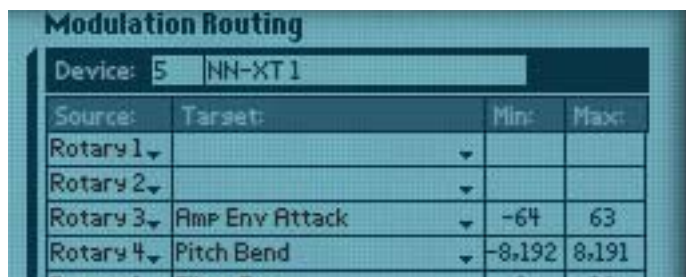 Modulation Routing
Device: 5 NN-XT 1
Source: Target: Min: Max:
Rotary 1
Rotary 2
Rotary 3 Amp Env Attack -64 63
Rotary 4 Pitch Bend -8,192 8,191